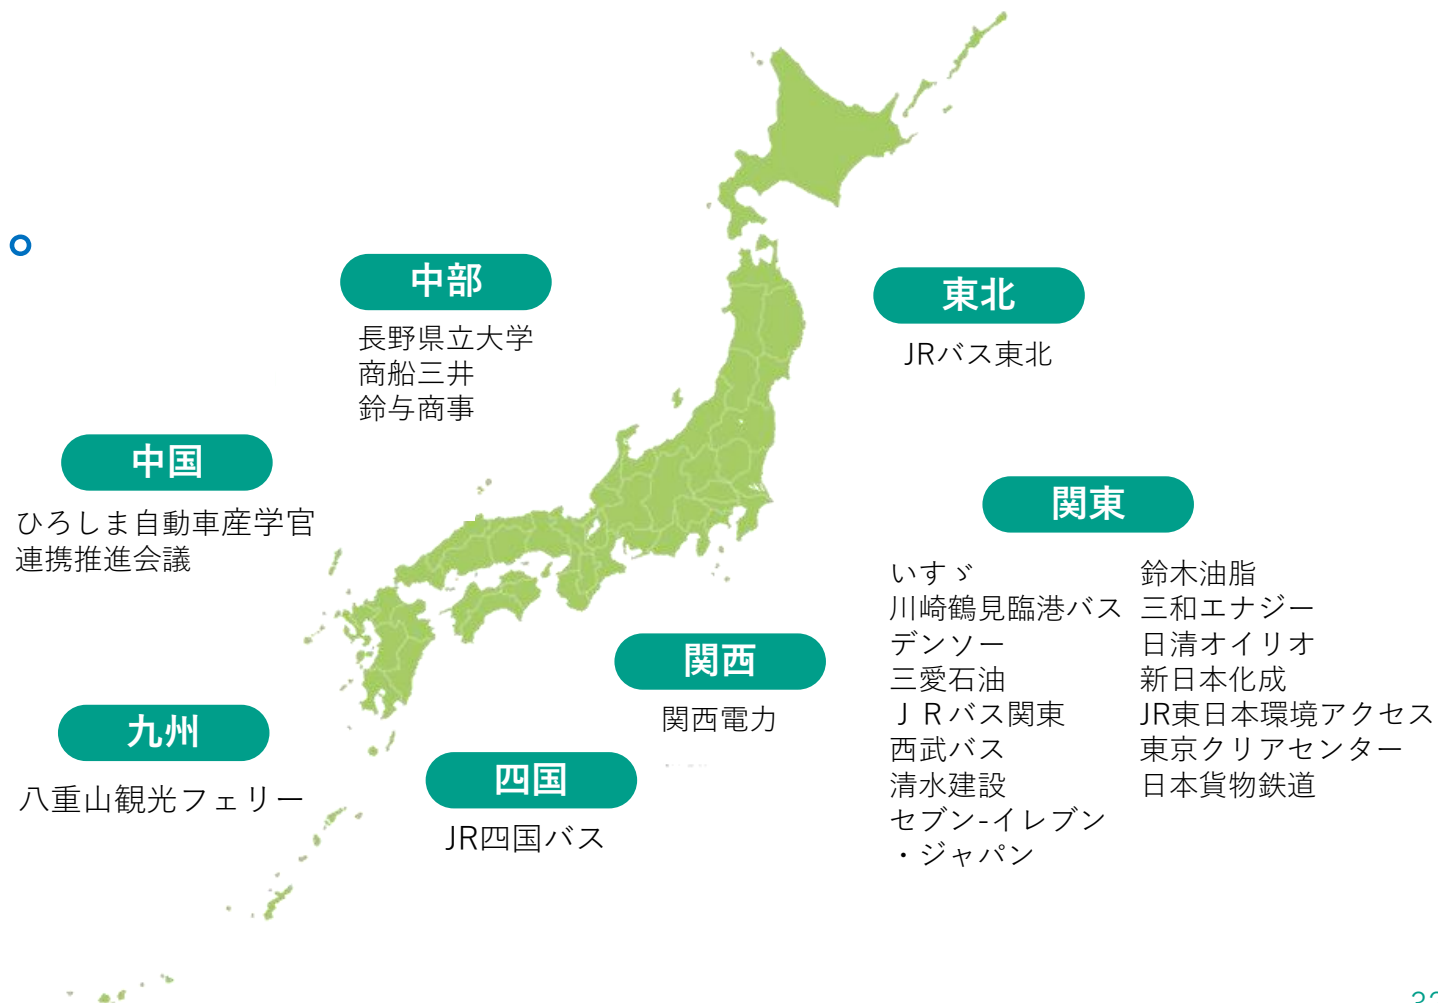 中部
長野県立大学
商船三井
鈴与商事
東北
JRバス東北
中国
ひろしま自動車産学官
連携推進会議
関東
いすゞ
川崎鶴見臨港バス
デンソー
三愛石油
ＪＲバス関東
西武バス
清水建設
セブン-イレブン
・ジャパン
鈴木油脂
三和エナジー
日清オイリオ
新日本化成
JR東日本環境アクセス
東京クリアセンター
日本貨物鉄道
関西
関西電力
九州
八重山観光フェリー
四国
JR四国バス